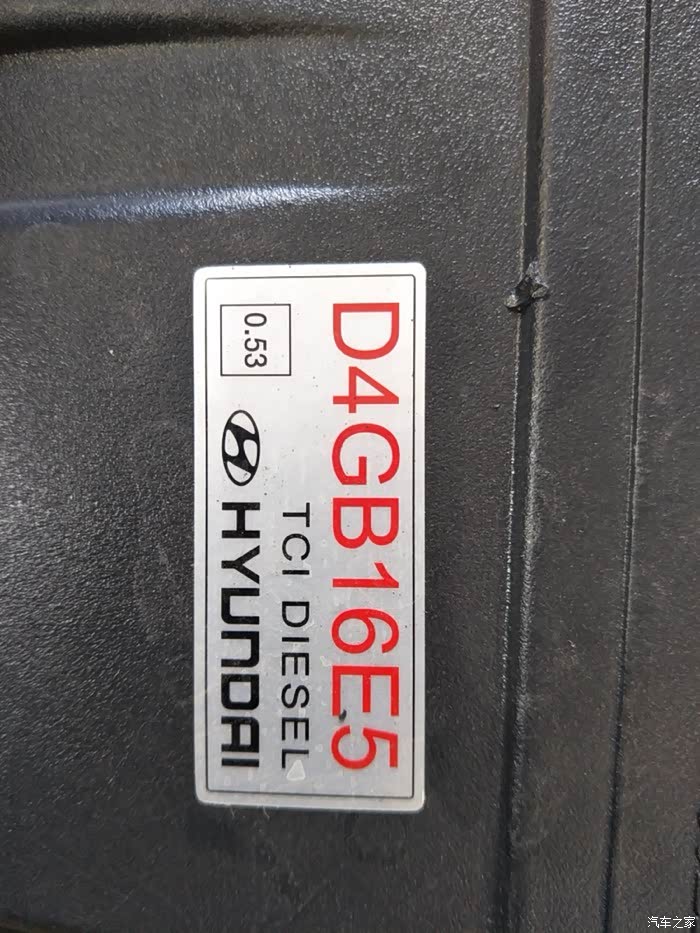 D4GB16E5
TCI DIESEL
0.53
HYUNDAI
汽车之家